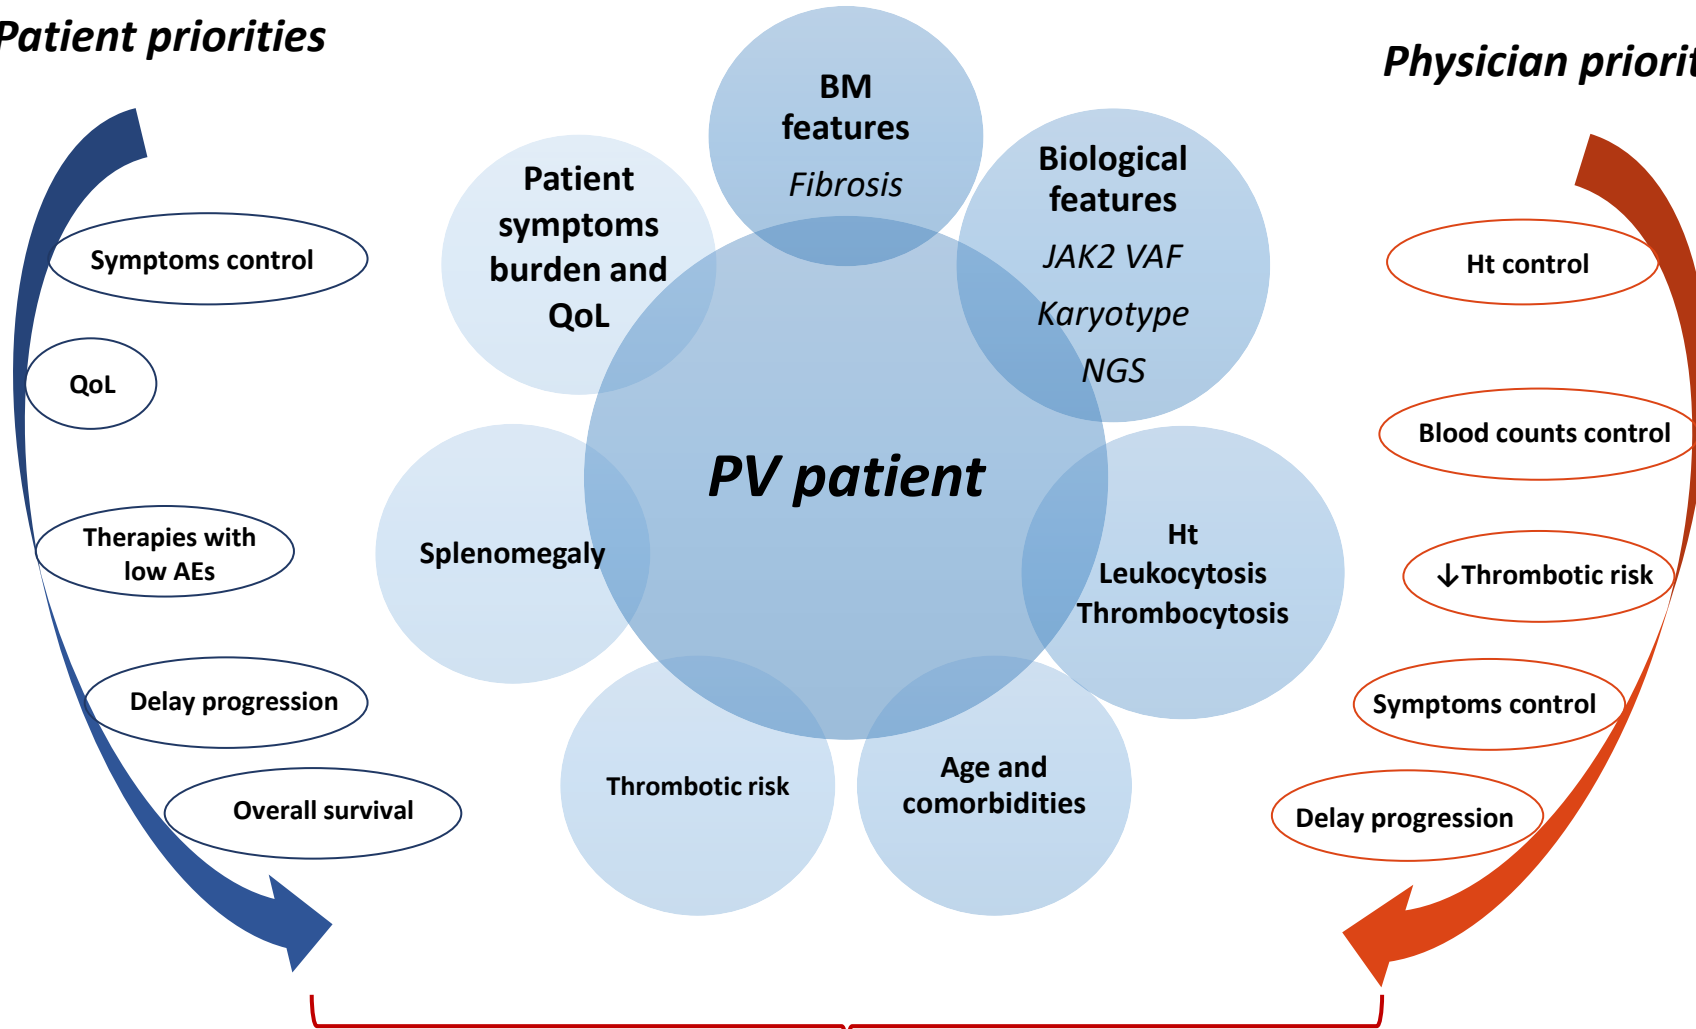 Patient priorities
Symptoms control
QoL
Therapies with
low AEs
Delay progression
Overall survival
BM
features
Fibrosis
Biological
features
JAK2 VAF
Karyotype
NGS
Patient
symptoms
burden and
QoL
PV patient
Splenomegaly
Ht
Leukocytosis
Thrombocytosis
Thrombotic risk
Age and
comorbidities
Physician priorit
Ht control
Blood counts control
↓Thrombotic risk
Symptoms control
Delay progression